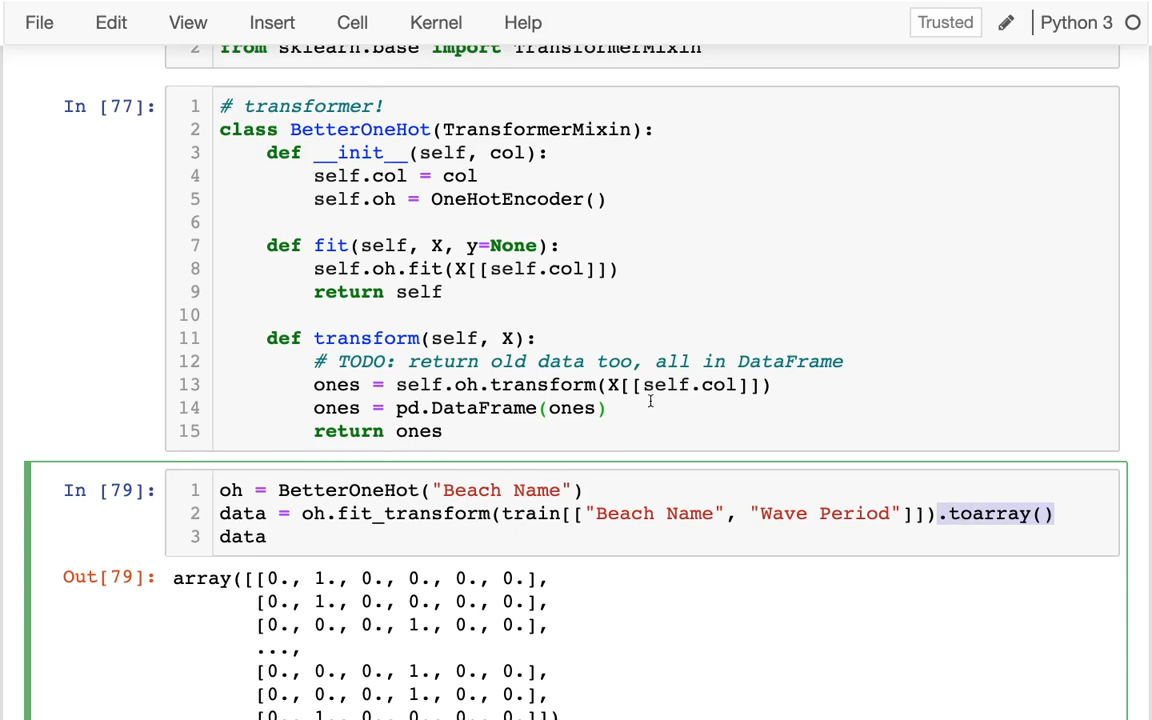 File Edit View Insert Cell Kernel Help Trusted Python 3
2 from sklearn.base import TransformerMixin
In [77]: 1 # transformer!
2 class BetterOneHot(TransformerMixin):
3     def __init__(self, col):
4         self.col = col
5         self.oh = OneHotEncoder()
6
7     def fit(self, X, y=None):
8         self.oh.fit(X[[self.col]])
9         return self
10
11     def transform(self, X):
12         # TODO: return old data too, all in DataFrame
13         ones = self.oh.transform(X[[self.col]])
14         ones = pd.DataFrame(ones)
15         return ones
In [79]: 1 oh = BetterOneHot("Beach Name")
2 data = oh.fit_transform(train[["Beach Name", "Wave Period"]]).toarray()
3 data
Out[79]: array([[0., 1., 0., 0., 0., 0.],
[0., 1., 0., 0., 0., 0.],
[0., 0., 0., 1., 0., 0.],
...,
[0., 0., 0., 1., 0., 0.],
[0., 0., 0., 1., 0., 0.],
[0., 1., 0., 0., 0., 0.]])